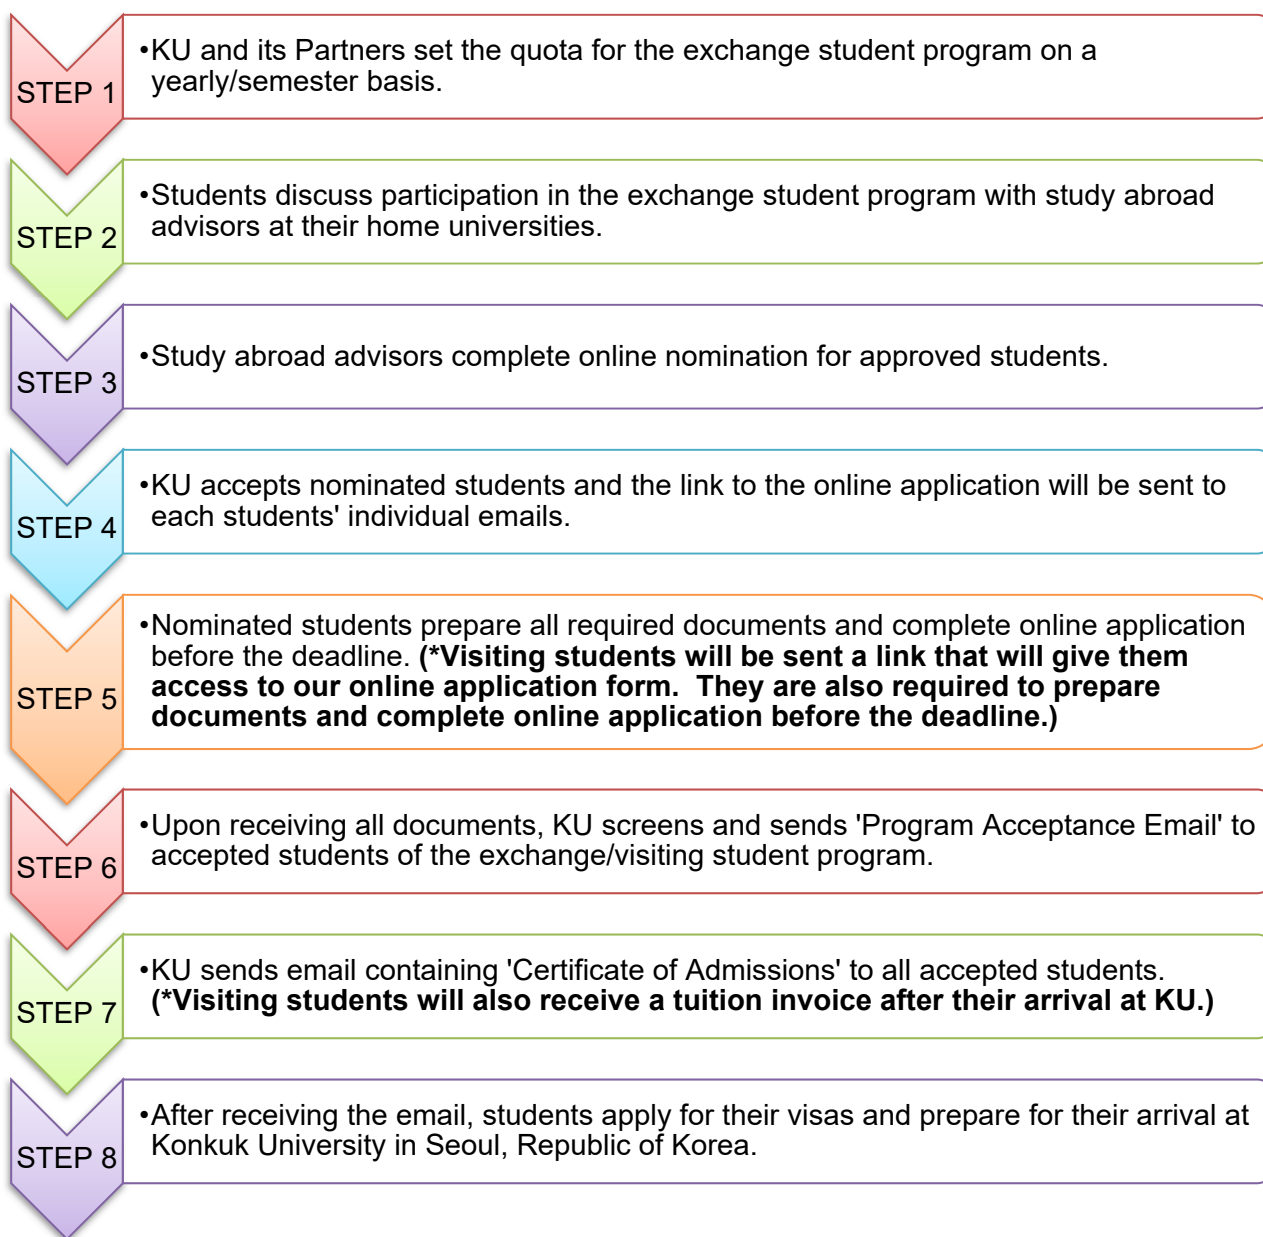 STEP 1
•KU and its Partners set the quota for the exchange student program on a
yearly/semester basis.
STEP 2
•Students discuss participation in the exchange student program with study abroad
advisors at their home universities.
STEP 3
•Study abroad advisors complete online nomination for approved students.
STEP 4
•KU accepts nominated students and the link to the online application will be sent to
each students' individual emails.
STEP 5
•Nominated students prepare all required documents and complete online application
before the deadline. (*Visiting students will be sent a link that will give them
access to our online application form.  They are also required to prepare
documents and complete online application before the deadline.)
STEP 6
•Upon receiving all documents, KU screens and sends 'Program Acceptance Email' to
accepted students of the exchange/visiting student program.
STEP 7
•KU sends email containing 'Certificate of Admissions' to all accepted students.
(*Visiting students will also receive a tuition invoice after their arrival at KU.)
STEP 8
•After receiving the email, students apply for their visas and prepare for their arrival at
Konkuk University in Seoul, Republic of Korea.